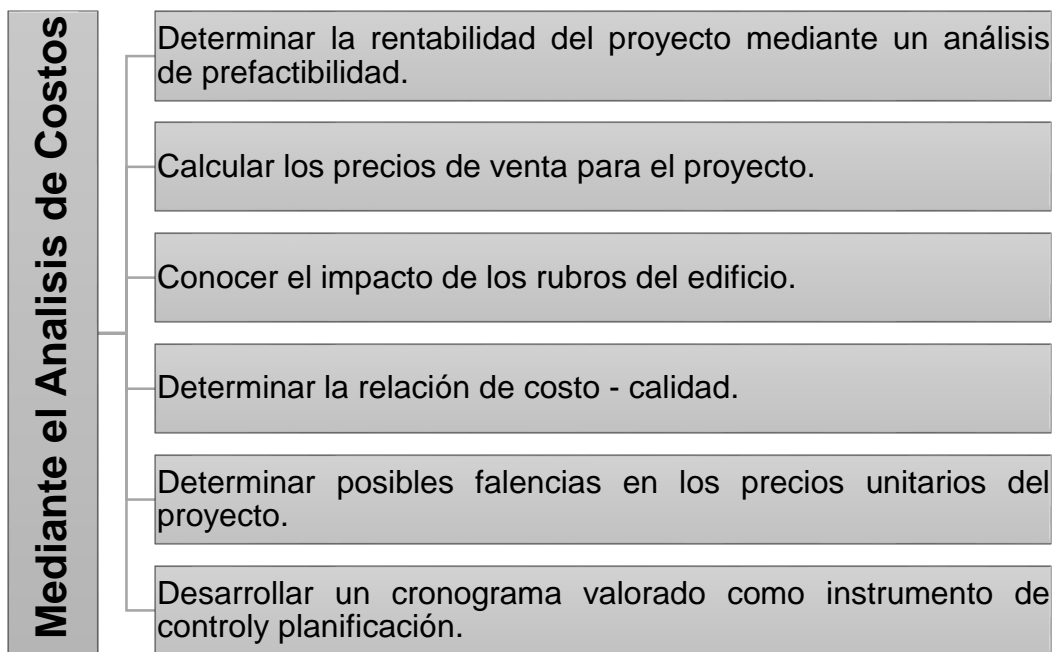 Mediante el Analisis de Costos
Determinar la rentabilidad del proyecto mediante un análisis
de prefactibilidad.
Calcular los precios de venta para el proyecto.
Conocer el impacto de los rubros del edificio.
Determinar la relación de costo - calidad.
Determinar posibles falencias en los precios unitarios del
proyecto.
Desarrollar un cronograma valorado como instrumento de
controly planificación.